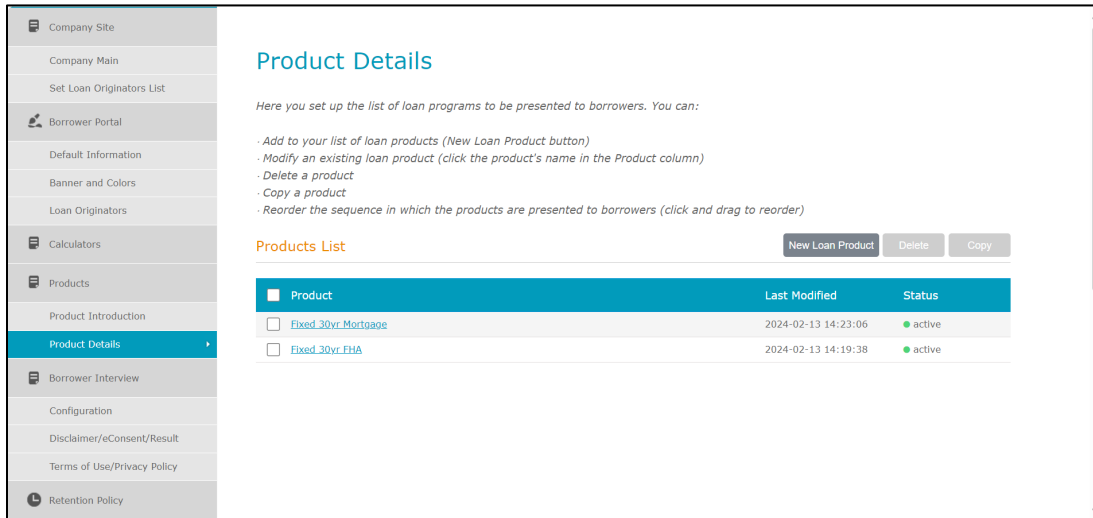 Company Site
Company Main
Set Loan Originators List
Borrower Portal
Default Information
Banner and Colors
Loan Originators
Calculators
Products
Product Introduction
Product Details
Borrower Interview
Configuration
Disclaimer/eConsent/Result
Terms of Use/Privacy Policy
Retention Policy
Product Details
Here you set up the list of loan programs to be presented to borrowers. You can:
· Add to your list of loan products (New Loan Product button)
· Modify an existing loan product (click the product's name in the Product column)
· Delete a product
· Copy a product
· Reorder the sequence in which the products are presented to borrowers (click and drag to reorder)
Products List New Loan Product Delete Copy
Product Last Modified Status
Fixed 30yr Mortgage 2024-02-13 14:23:06 active
Fixed 30yr FHA 2024-02-13 14:19:38 active